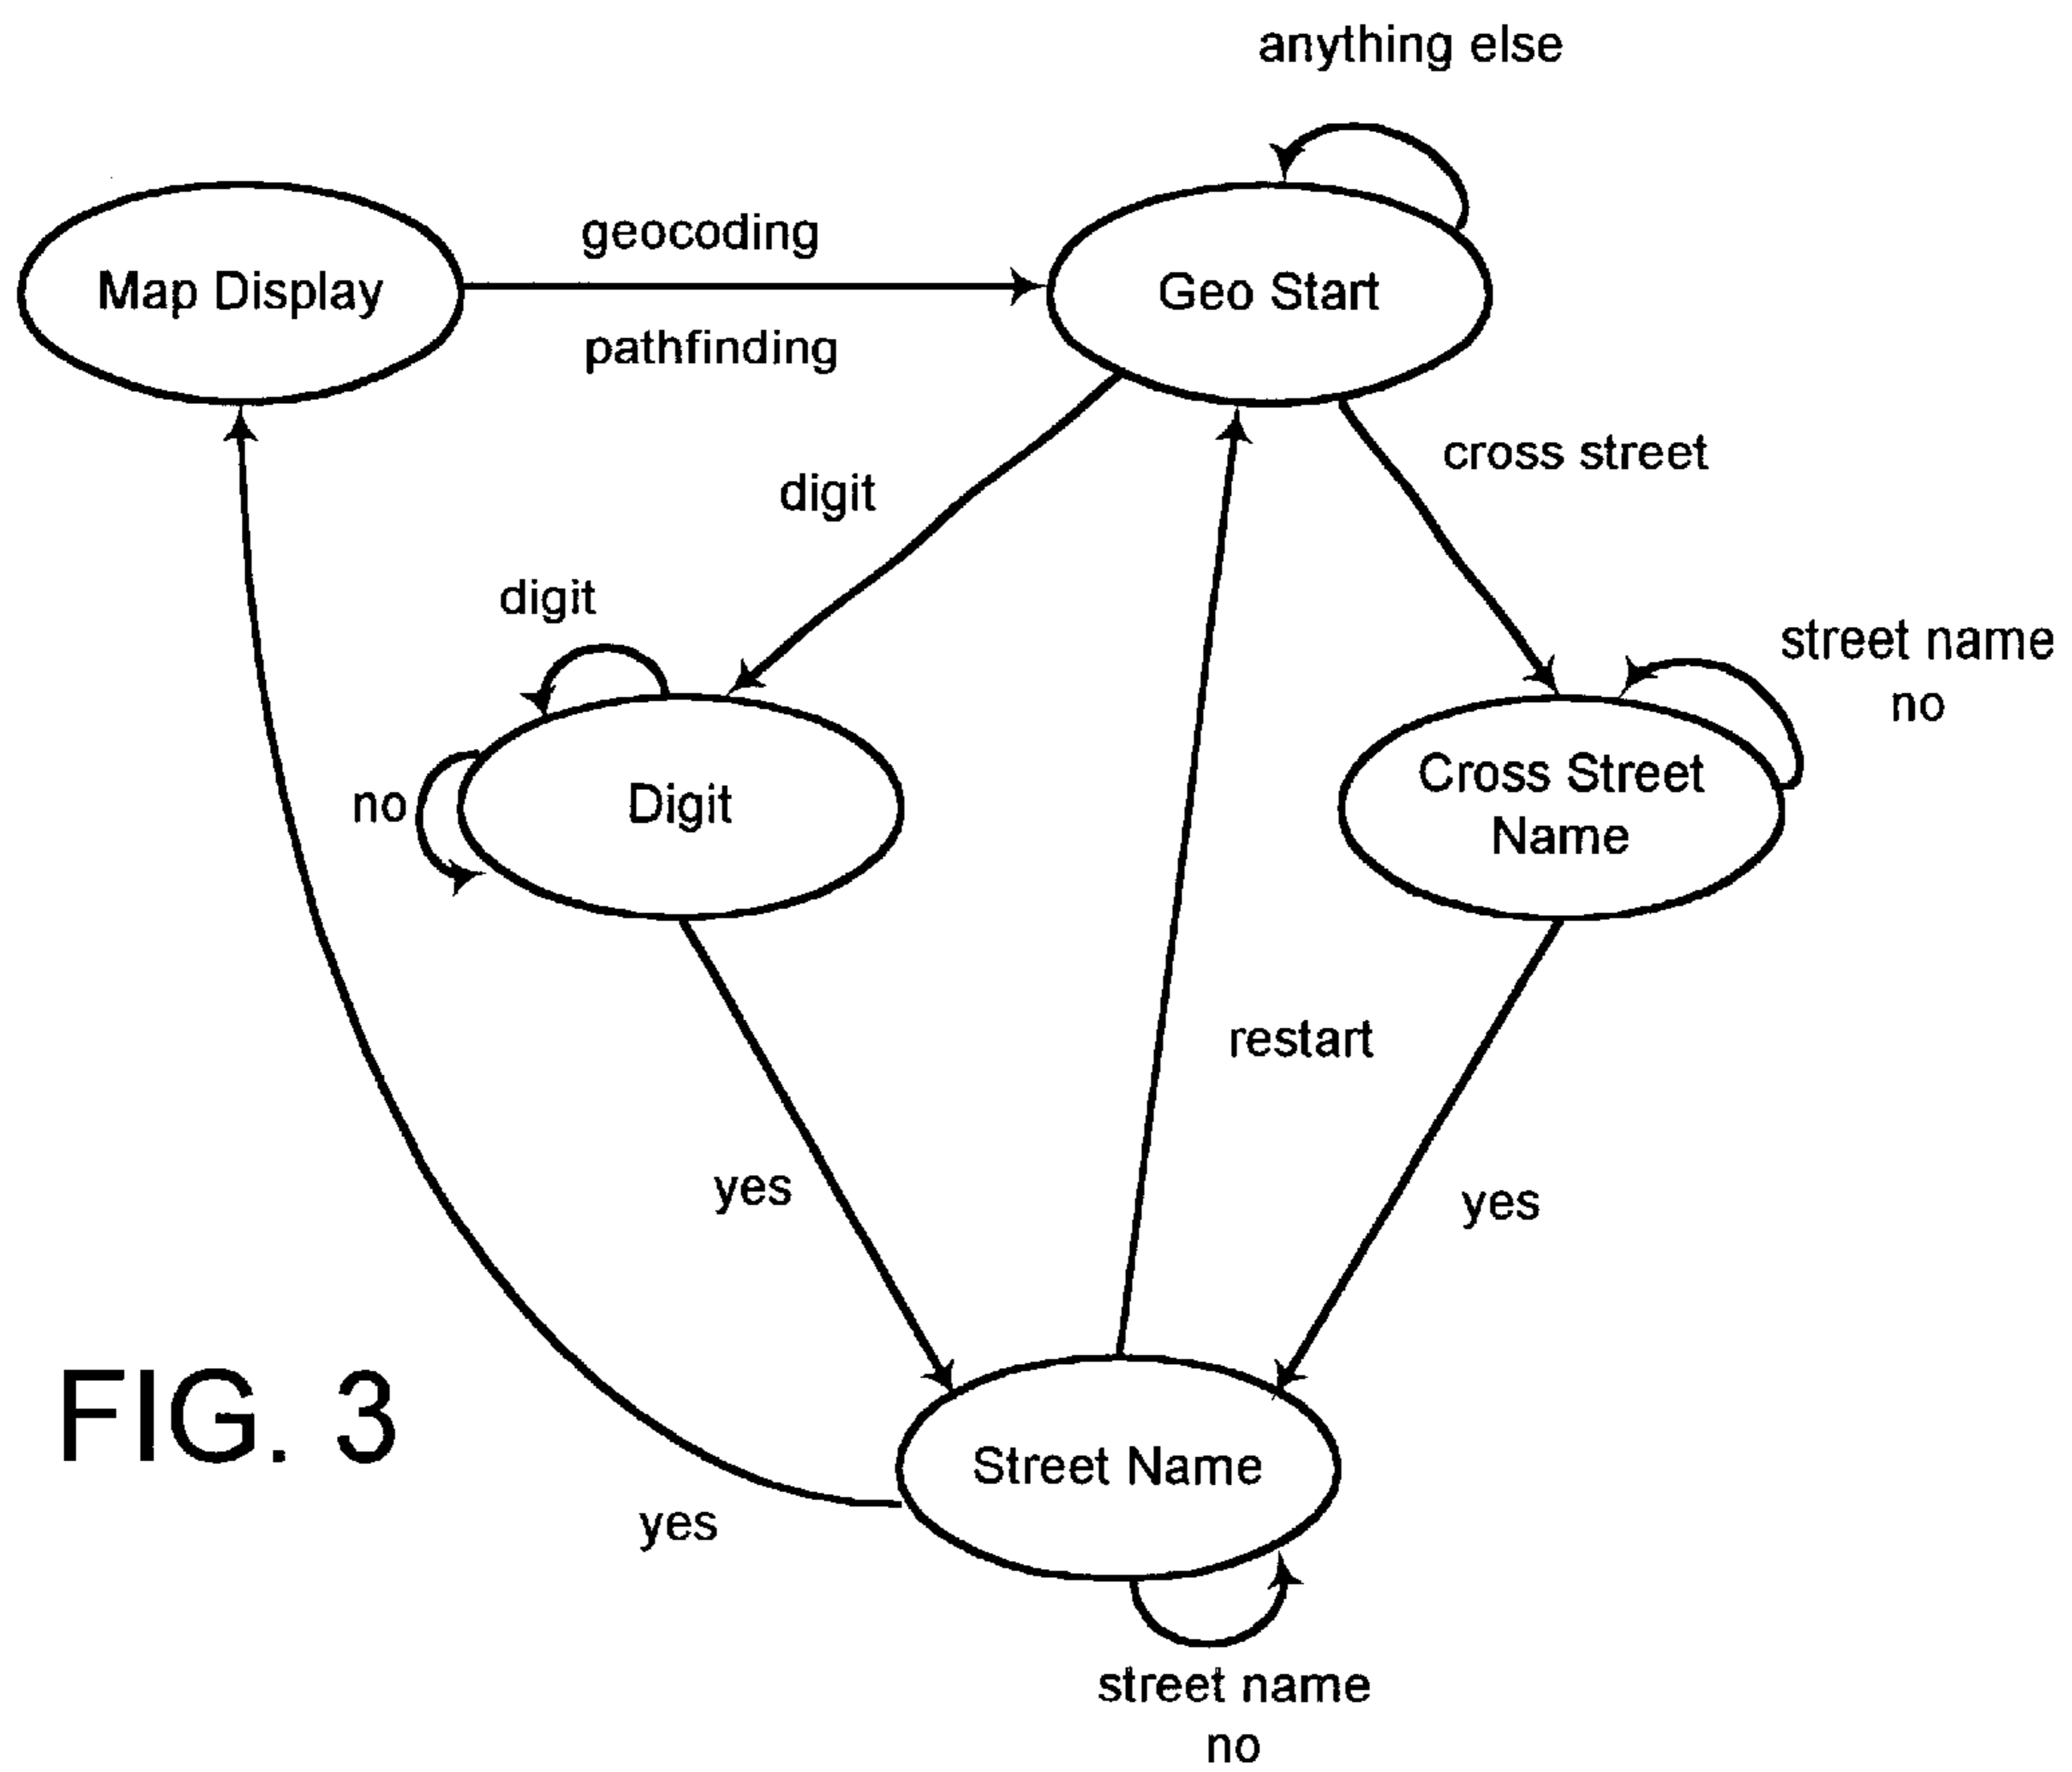 anything else
geocoding
Map Display
Geo Start
pathfinding
cross street
digit
digit
street name
no
Cross Street
Name
no
Digit
restart
yes
yes
FIG. 3
Street Name
yes
street name
no